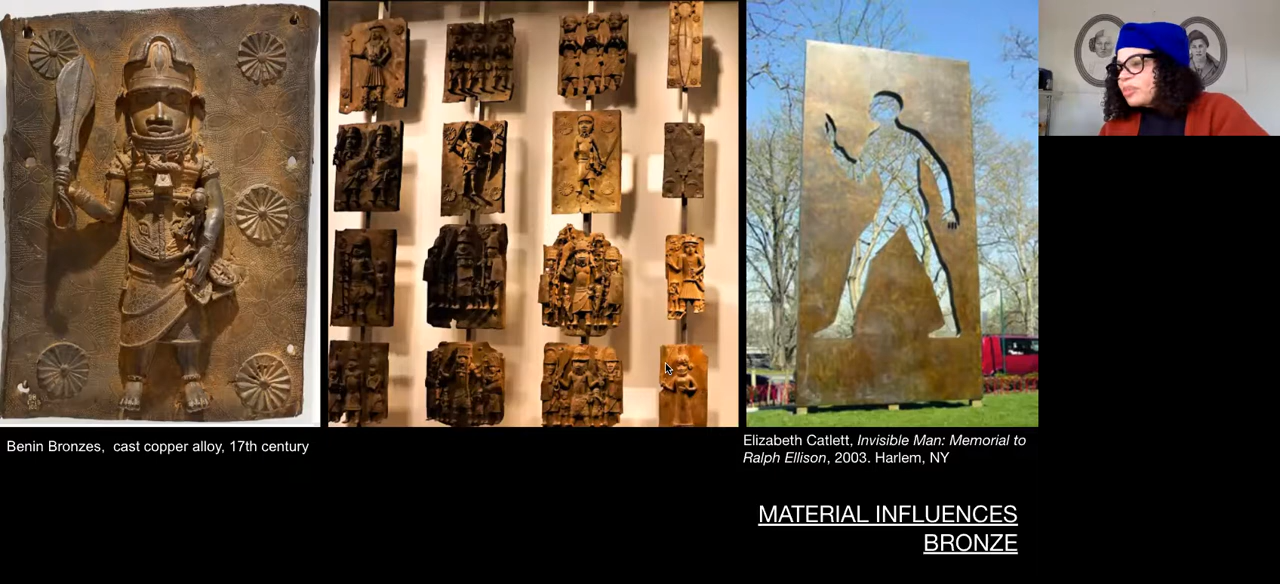 Benin Bronzes,  cast copper alloy, 17th century
Elizabeth Catlett, Invisible Man: Memorial to
Ralph Ellison, 2003. Harlem, NY
MATERIAL INFLUENCES
BRONZE